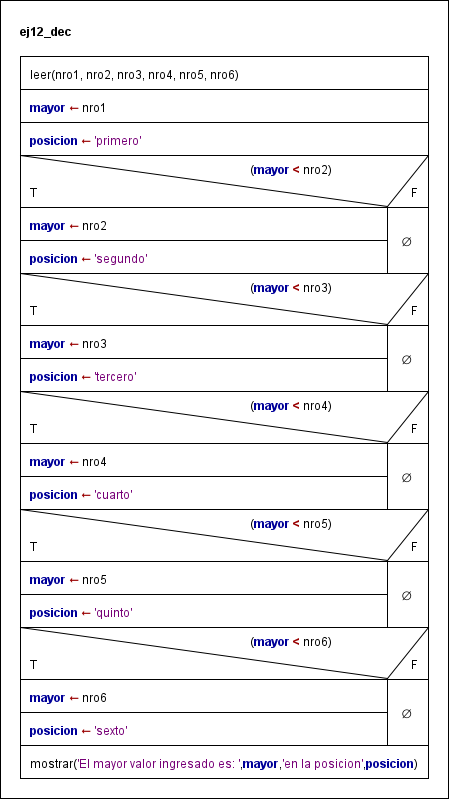 ej12_dec
leer(nro1, nro2, nro3, nro4, nro5, nro6)
mayor ← nro1
posicion ← 'primero'
(mayor < nro2)
T F
mayor ← nro2
∅
posicion ← 'segundo'
(mayor < nro3)
T F
mayor ← nro3
∅
posicion ← 'tercero'
(mayor < nro4)
T F
mayor ← nro4
∅
posicion ← 'cuarto'
(mayor < nro5)
T F
mayor ← nro5
∅
posicion ← 'quinto'
(mayor < nro6)
T F
mayor ← nro6
∅
posicion ← 'sexto'
mostrar('El mayor valor ingresado es: ',mayor,'en la posicion',posicion)